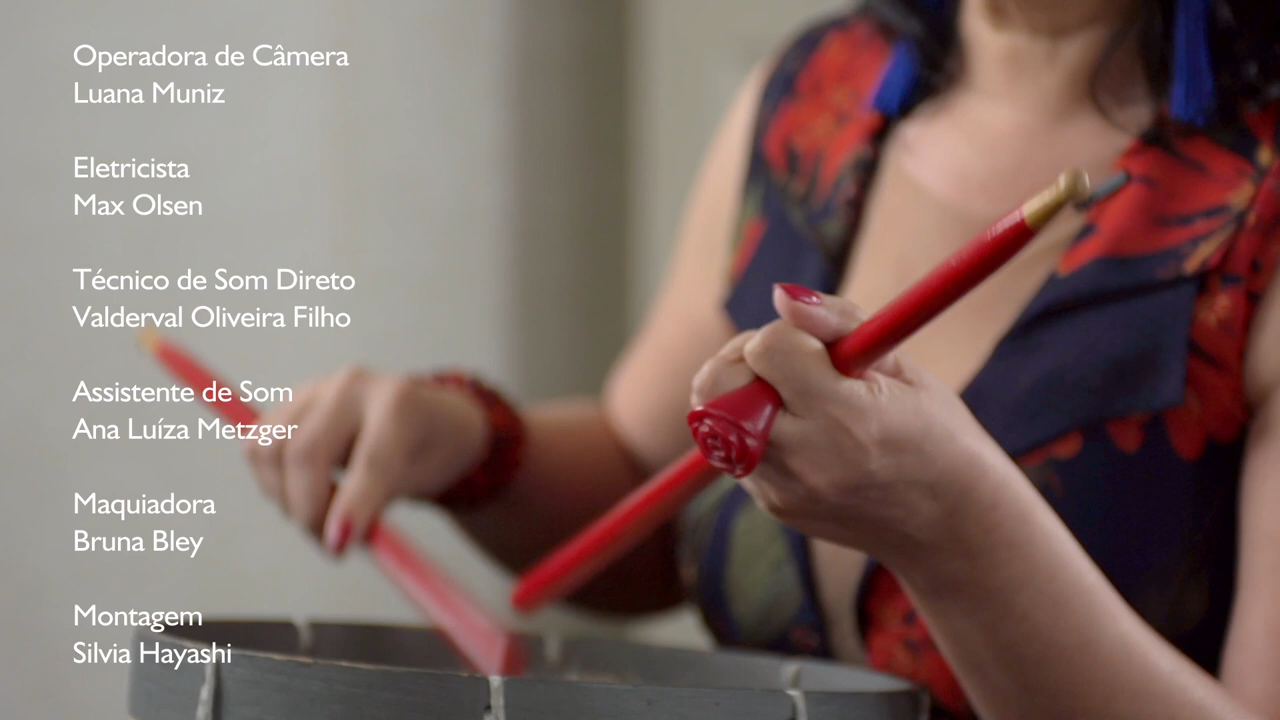 Operadora de Câmera
Luana Muniz
Eletricista
Max Olsen
Técnico de Som Direto
Valderval Oliveira Filho
Assistente de Som
Ana Luíza Metzger
Maquiadora
Bruna Bley
Montagem
Silvia Hayashi